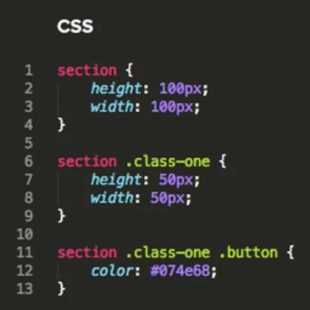 CSS
1 section {
2 height: 100px;
3 width: 100px;
4 }
5
6 section .class-one {
7 height: 50px;
8 width: 50px;
9 }
10
11 section .class-one .button {
12 color: #074e68;
13 }